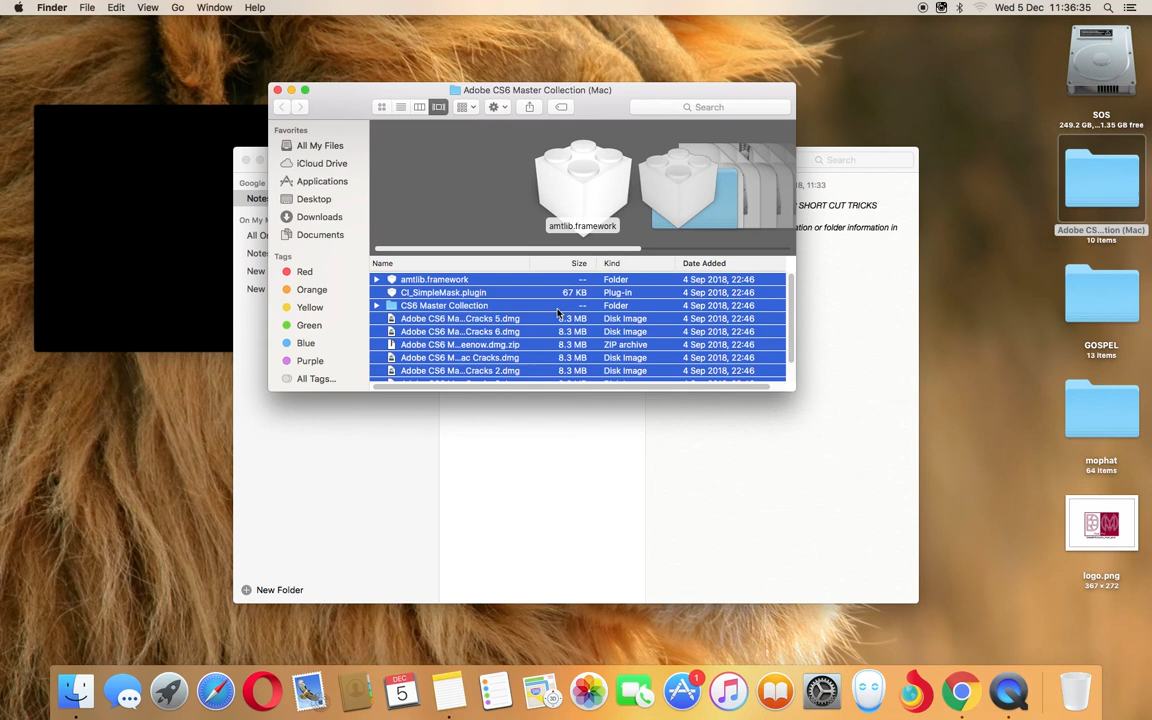 Finder File Edit View Go Window Help
Wed 5 Dec 11:36:35
Adobe CS6 Master Collection (Mac)
Search
Favorites
All My Files
iCloud Drive
Applications
Desktop
Downloads
Documents
Tags
Red
Orange
Yellow
Green
Blue
Purple
All Tags...
amtlib.framework
Name Size Kind Date Added
amtlib.framework -- Folder 4 Sep 2018, 22:46
CI_SimpleMask.plugin 67 KB Plug-in 4 Sep 2018, 22:46
CS6 Master Collection -- Folder 4 Sep 2018, 22:46
Adobe CS6 Ma...Cracks 5.dmg 8.3 MB Disk Image 4 Sep 2018, 22:46
Adobe CS6 Ma...Cracks 6.dmg 8.3 MB Disk Image 4 Sep 2018, 22:46
Adobe CS6 M...eenow.dmg.zip 8.3 MB ZIP archive 4 Sep 2018, 22:46
Adobe CS6 M...ac Cracks.dmg 8.3 MB Disk Image 4 Sep 2018, 22:46
Adobe CS6 Ma...Cracks 2.dmg 8.3 MB Disk Image 4 Sep 2018, 22:46
Google
Notes
On My M
All On
Notes
New
New
New Folder
Search
8, 11:33
SHORT CUT TRICKS
tion or folder information in
SOS
249.2 GB,...1.35 GB free
Adobe CS...tion (Mac)
10 items
GOSPEL
13 items
mophat
64 items
logo.png
367 × 272
DEC
5
1